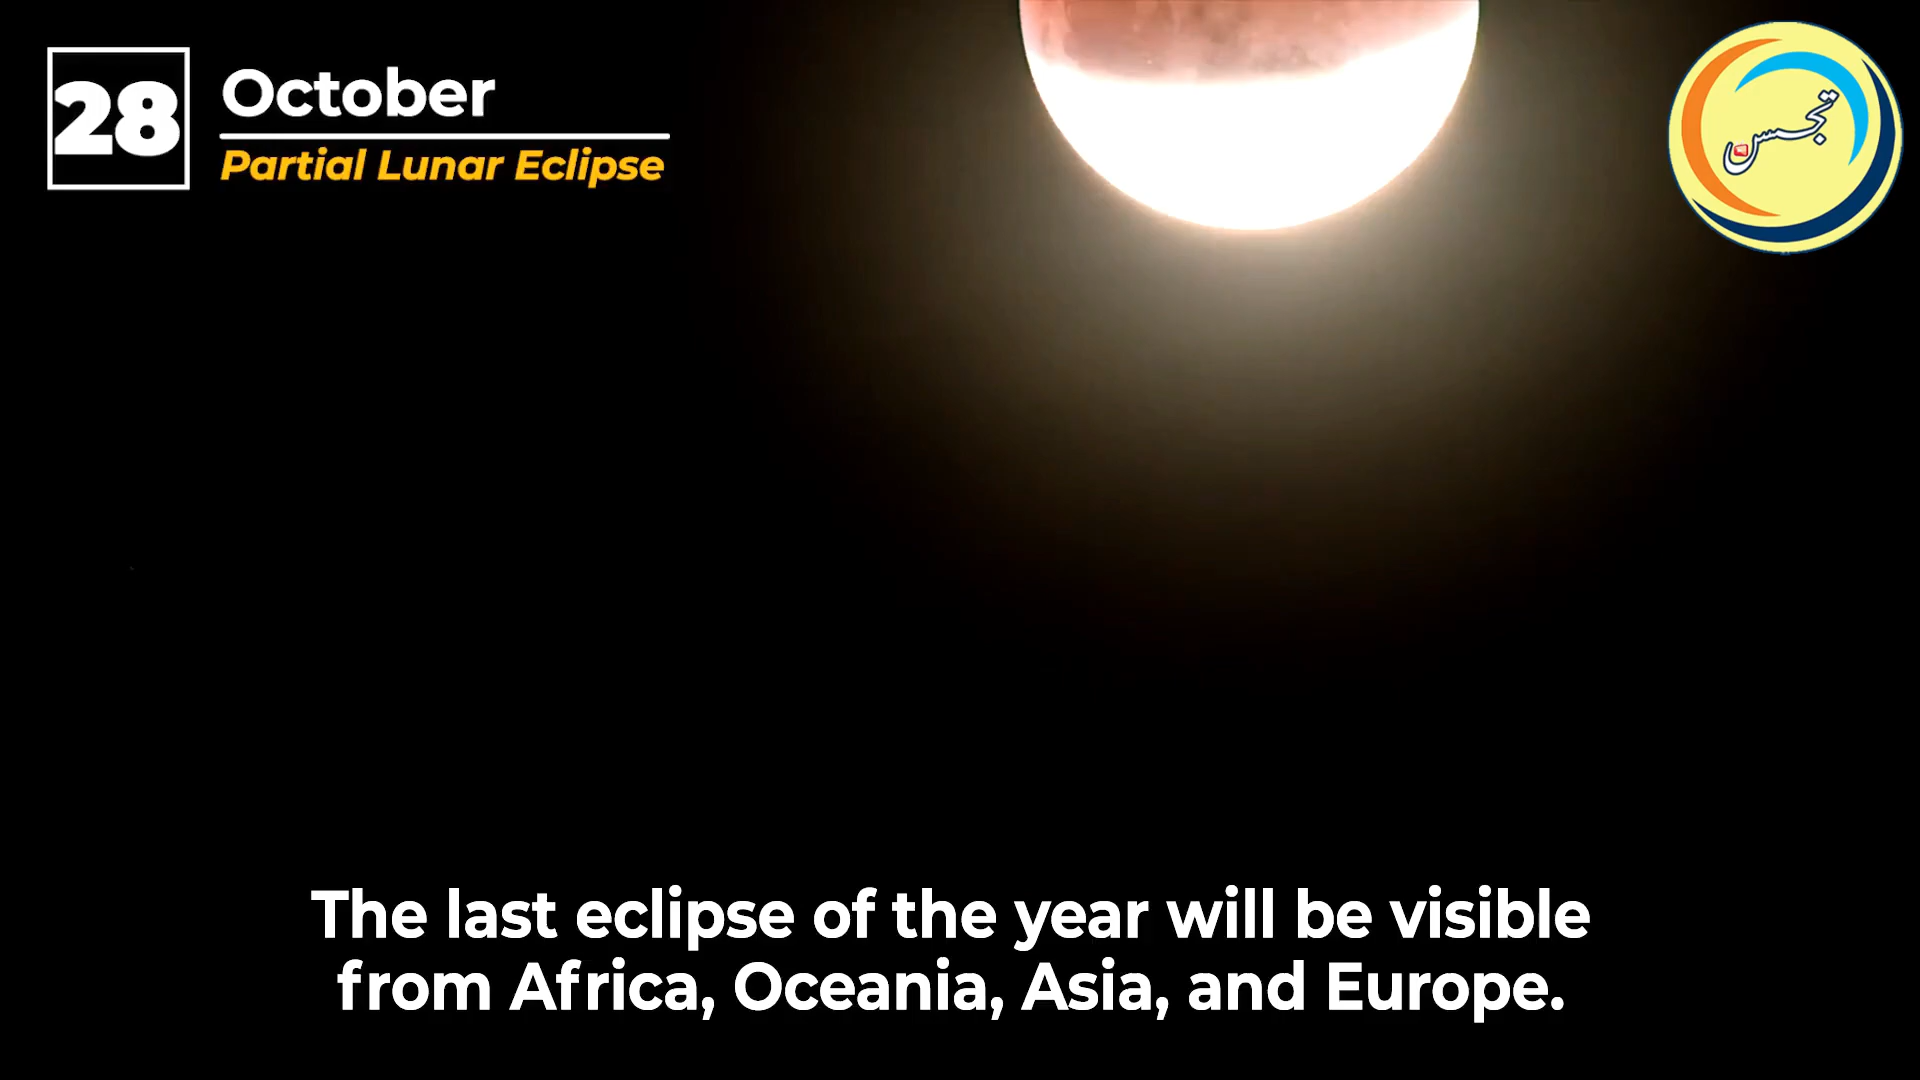 28
October
Partial Lunar Eclipse
تجسس
The last eclipse of the year will be visible
from Africa, Oceania, Asia, and Europe.